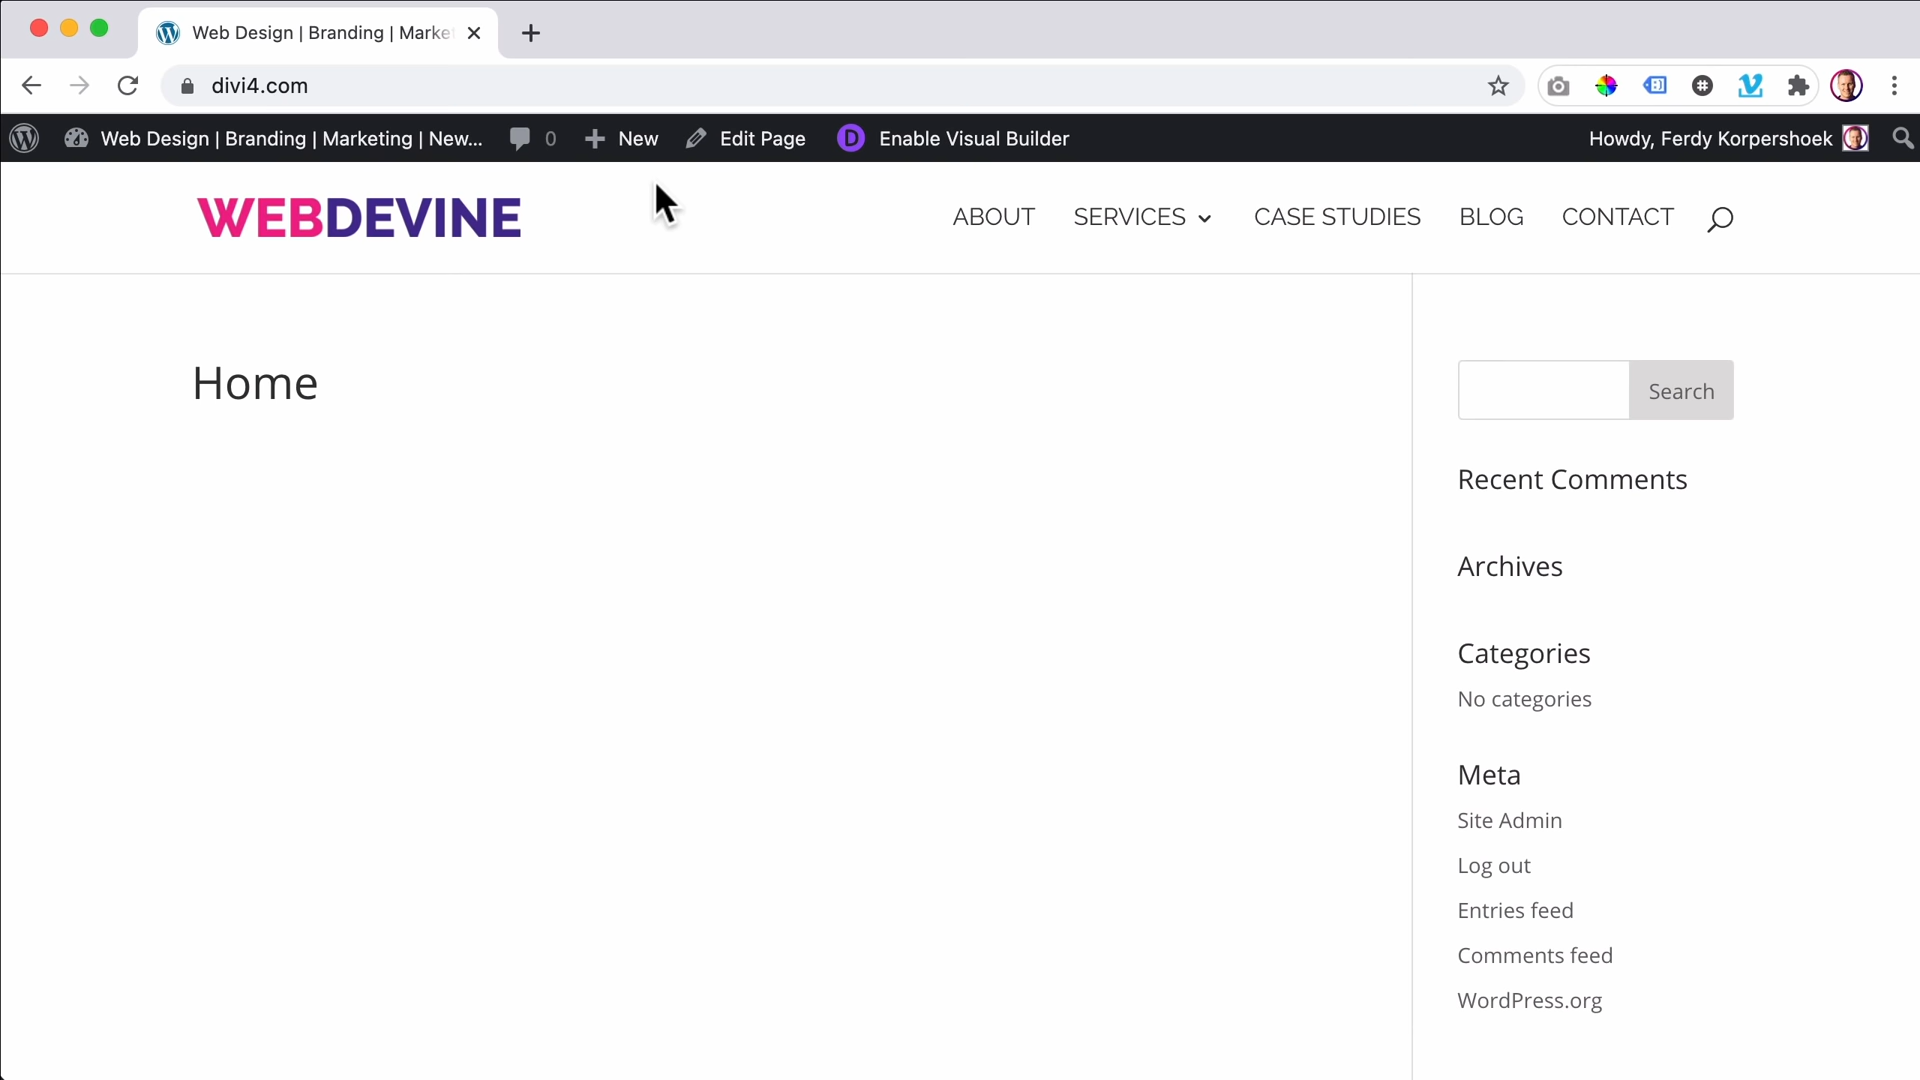 Web Design | Branding | Marke
divi4.com
Web Design | Branding | Marketing | New... 0 New Edit Page D Enable Visual Builder Howdy, Ferdy Korpershoek
WEBDEVINE ABOUT SERVICES CASE STUDIES BLOG CONTACT
Home
Search
Recent Comments
Archives
Categories
No categories
Meta
Site Admin
Log out
Entries feed
Comments feed
WordPress.org